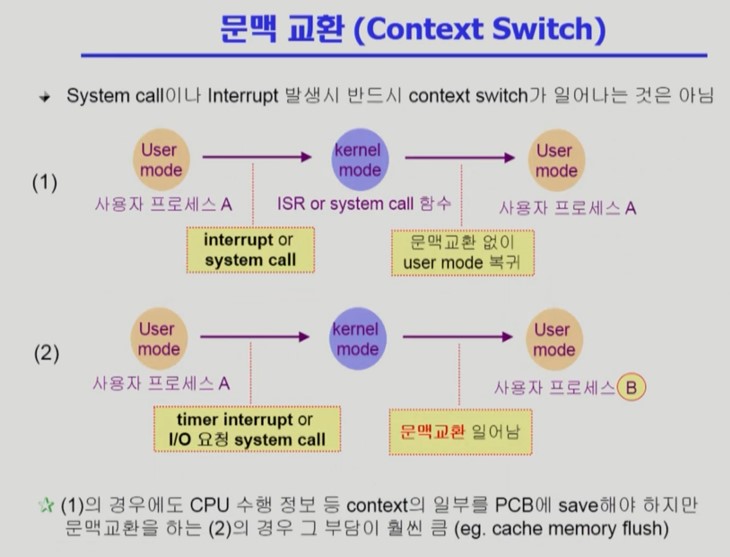 문맥 교환 (Context Switch)
System call이나 Interrupt 발생시 반드시 context switch가 일어나는 것은 아님
(1)
User mode
kernel mode
User mode
사용자 프로세스 A
ISR or system call 함수
사용자 프로세스 A
interrupt or
system call
문맥교환 없이
user mode 복귀
(2)
User mode
kernel mode
User mode
사용자 프로세스 A
사용자 프로세스 B
timer interrupt or
I/O 요청 system call
문맥교환 일어남
☆ (1)의 경우에도 CPU 수행 정보 등 context의 일부를 PCB에 save해야 하지만
문맥교환을 하는 (2)의 경우 그 부담이 훨씬 큼 (eg. cache memory flush)